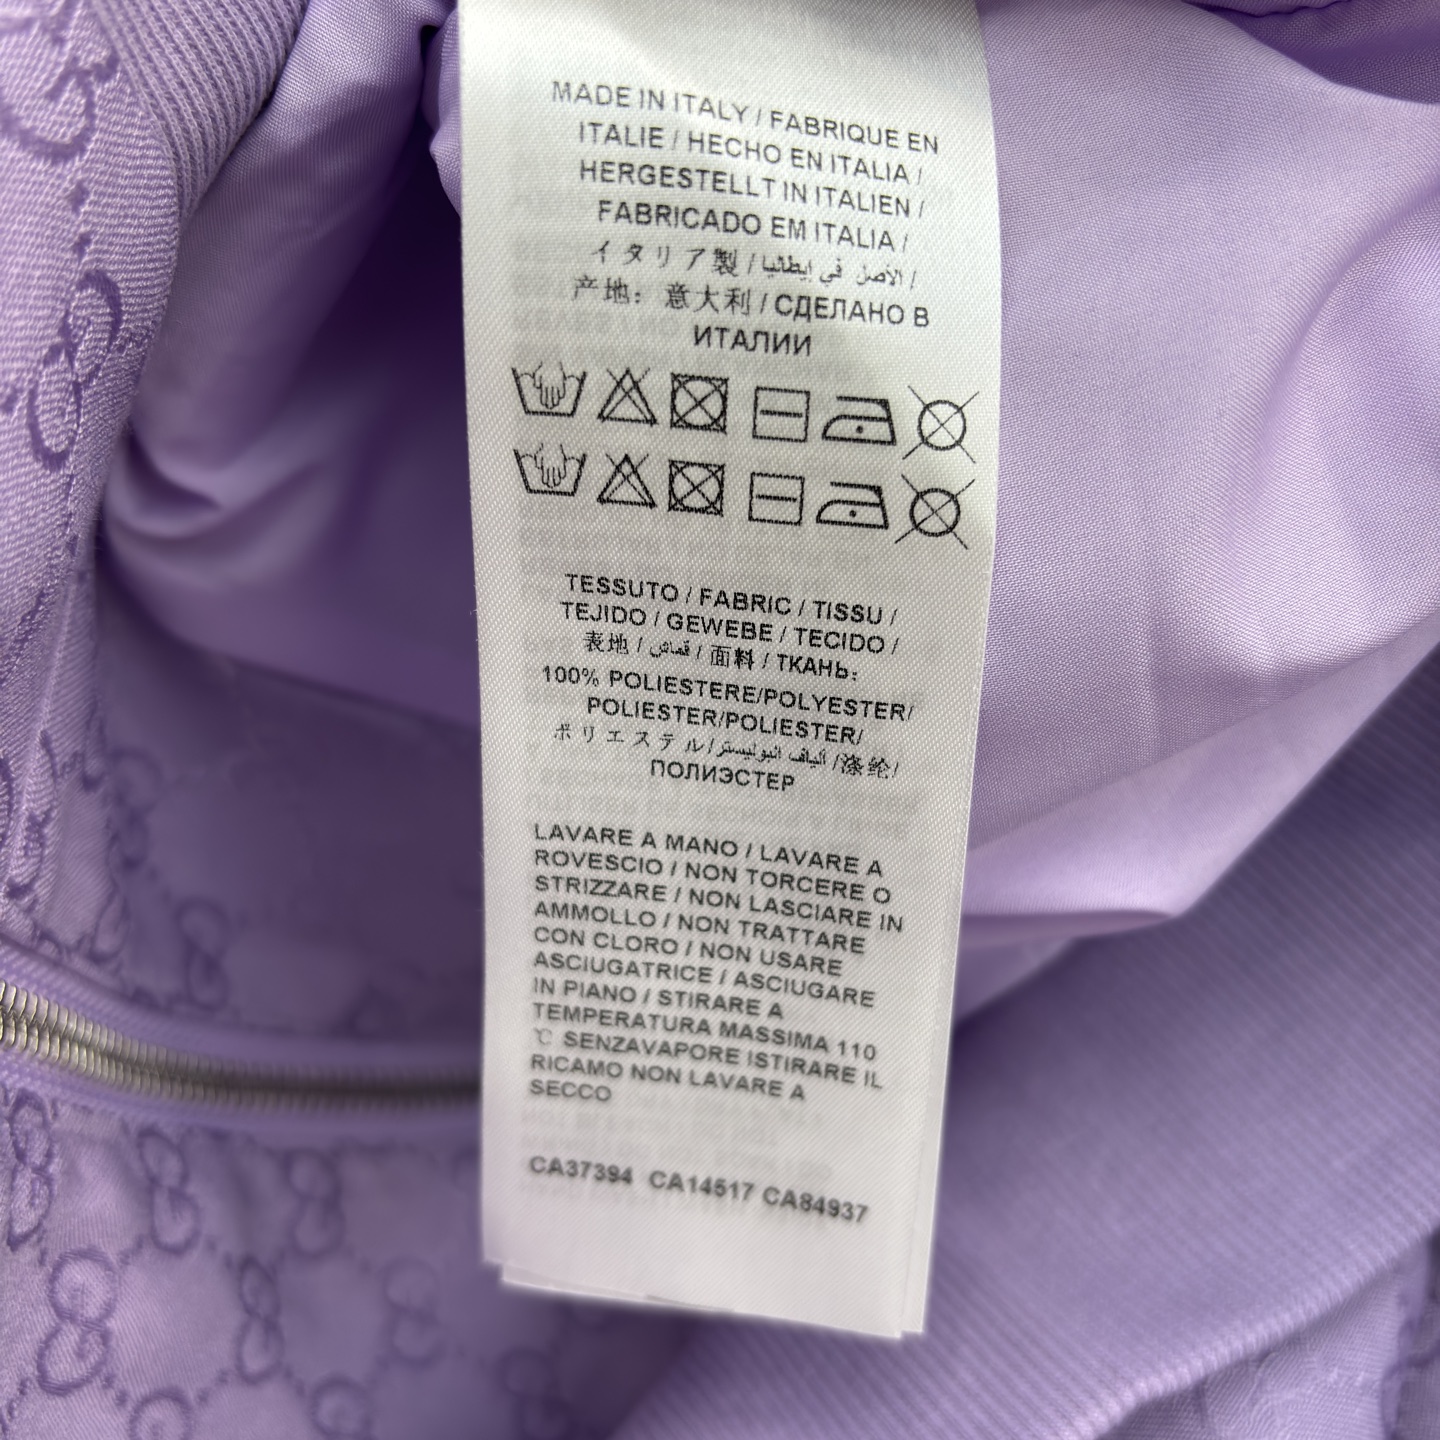 MADE IN ITALY / FABRIQUE EN
ITALIE / HECHO EN ITALIA /
HERGESTELLT IN ITALIEN /
FABRICADO EM ITALIA /
イタリア製 / الأصل في إيطاليا /
产地：意大利 / СДЕЛАНО В
ИТАЛИИ
TESSUTO / FABRIC / TISSU /
TEJIDO / GEWEBE / TECIDO /
表地 / قماش / 面料 / ТКАНЬ:
100% POLIESTERE/POLYESTER/
POLIESTER/POLIESTER/
ポリエステル/ألياف البوليستر/涤纶/
ПОЛИЭСТЕР
LAVARE A MANO / LAVARE A
ROVESCIO / NON TORCERE O
STRIZZARE / NON LASCIARE IN
AMMOLLO / NON TRATTARE
CON CLORO / NON USARE
ASCIUGATRICE / ASCIUGARE
IN PIANO / STIRARE A
TEMPERATURA MASSIMA 110
℃ SENZAVAPORE ISTIRARE IL
RICAMO NON LAVARE A
SECCO
CA37394 CA14517 CA84937